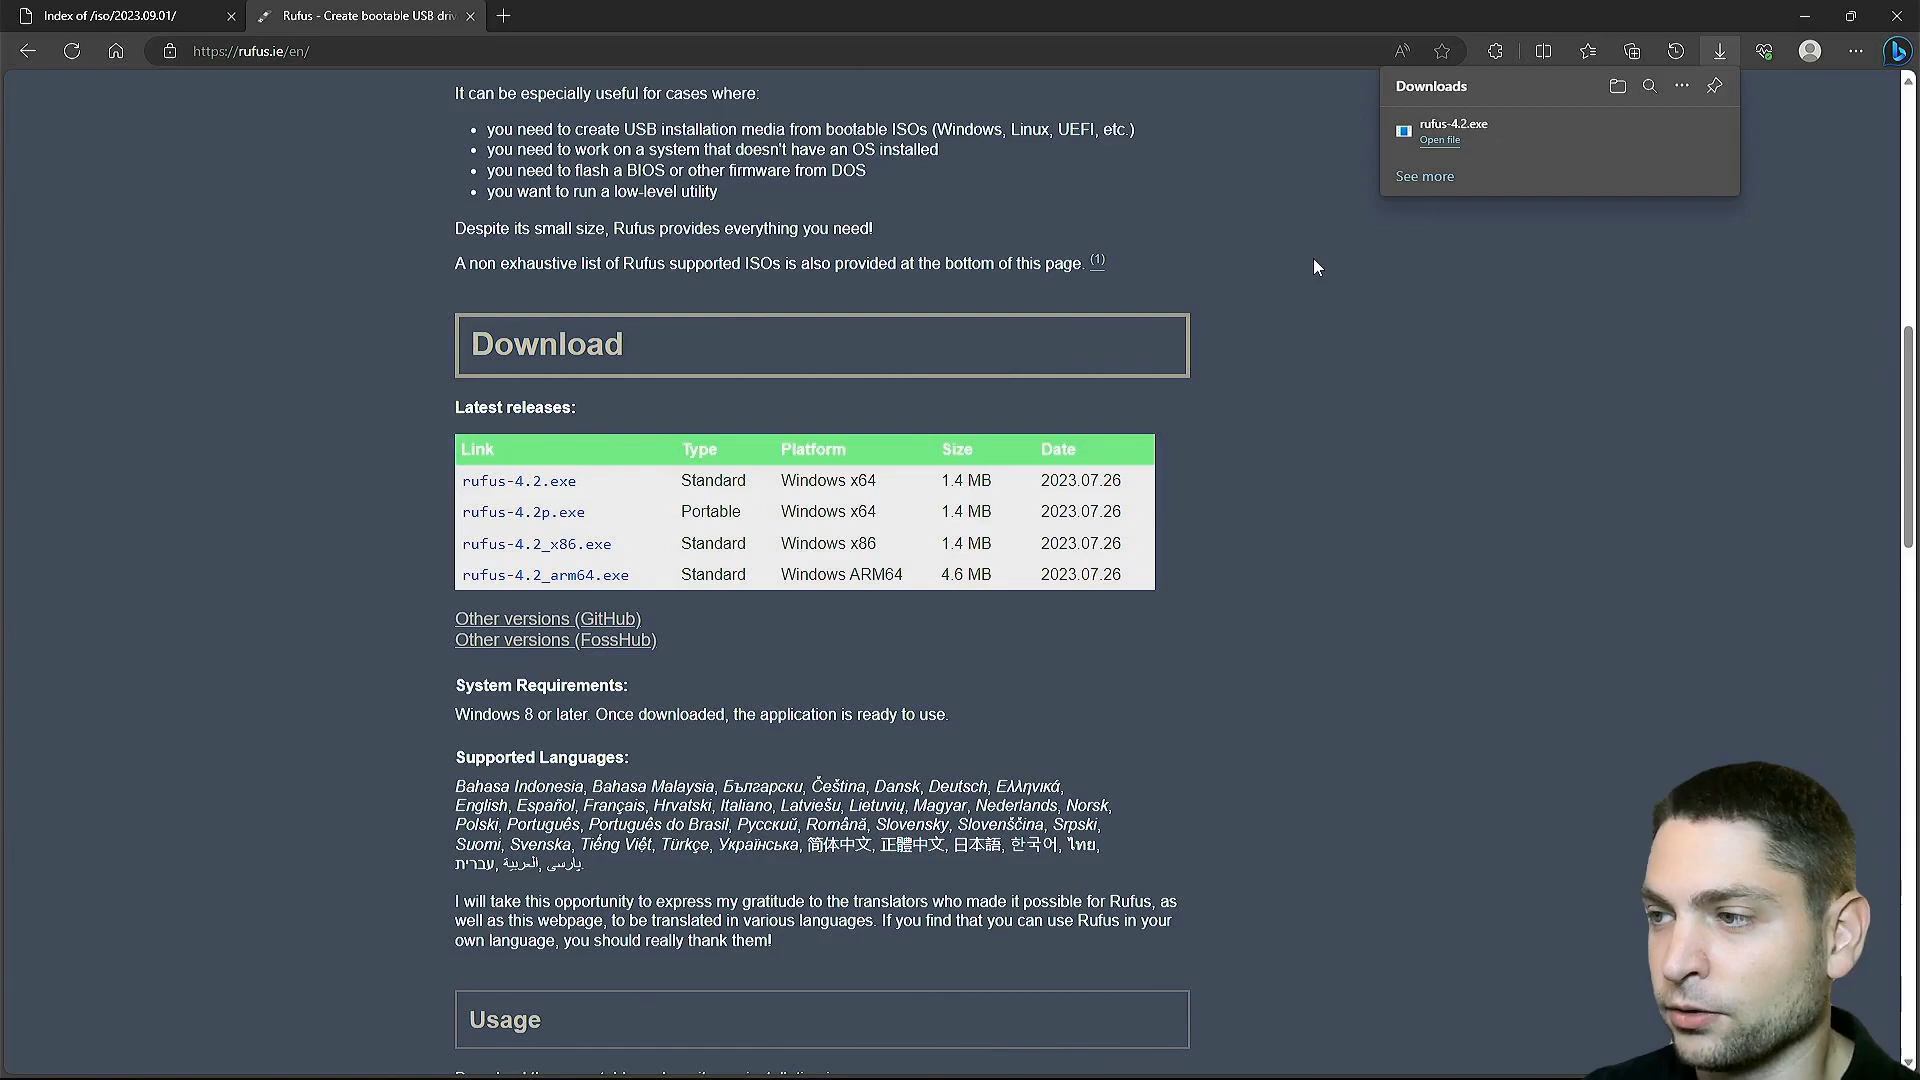 Index of /iso/2023.09.01/
Rufus - Create bootable USB driv
https://rufus.ie/en/
Downloads
rufus-4.2.exe
Open file
See more
It can be especially useful for cases where:
• you need to create USB installation media from bootable ISOs (Windows, Linux, UEFI, etc.)
• you need to work on a system that doesn't have an OS installed
• you need to flash a BIOS or other firmware from DOS
• you want to run a low-level utility
Despite its small size, Rufus provides everything you need!
A non exhaustive list of Rufus supported ISOs is also provided at the bottom of this page. (1)
Download
Latest releases:
Link Type Platform Size Date
rufus-4.2.exe Standard Windows x64 1.4 MB 2023.07.26
rufus-4.2p.exe Portable Windows x64 1.4 MB 2023.07.26
rufus-4.2_x86.exe Standard Windows x86 1.4 MB 2023.07.26
rufus-4.2_arm64.exe Standard Windows ARM64 4.6 MB 2023.07.26
Other versions (GitHub)
Other versions (FossHub)
System Requirements:
Windows 8 or later. Once downloaded, the application is ready to use.
Supported Languages:
Bahasa Indonesia, Bahasa Malaysia, Български, Čeština, Dansk, Deutsch, Ελληνικά,
English, Español, Français, Hrvatski, Italiano, Latviešu, Lietuvių, Magyar, Nederlands, Norsk,
Polski, Português, Português do Brasil, Русский, Română, Slovensky, Slovenščina, Srpski,
Suomi, Svenska, Tiếng Việt, Türkçe, Українська, 简体中文, 正體中文, 日本語, 한국어, ไทย,
עברית, العربية, پارسی.
I will take this opportunity to express my gratitude to the translators who made it possible for Rufus, as
well as this webpage, to be translated in various languages. If you find that you can use Rufus in your
own language, you should really thank them!
Usage